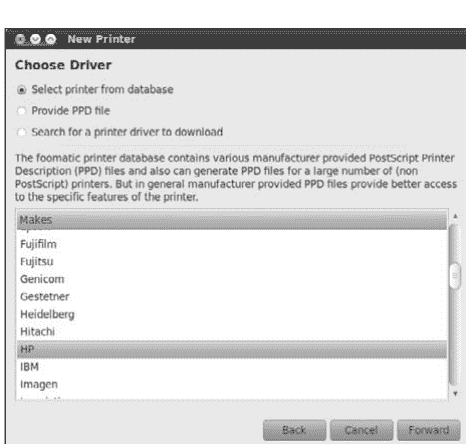 New Printer
Choose Driver
Select printer from database
Provide PPD file
Search for a printer driver to download
The foomatic printer database contains various manufacturer provided PostScript Printer
Description (PPD) files and also can generate PPD files for a large number of (non
PostScript) printers. But in general manufacturer provided PPD files provide better access
to the specific features of the printer.
Makes
Fujifilm
Fujitsu
Genicom
Gestetner
Heidelberg
Hitachi
HP
IBM
Imagen
Back Cancel Forward